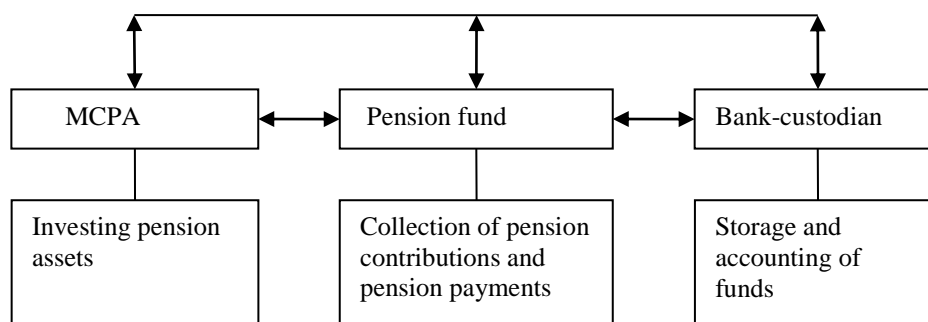 MCPA
Pension fund
Bank-custodian
Investing pension
assets
Collection of pension
contributions and
pension payments
Storage and
accounting of
funds